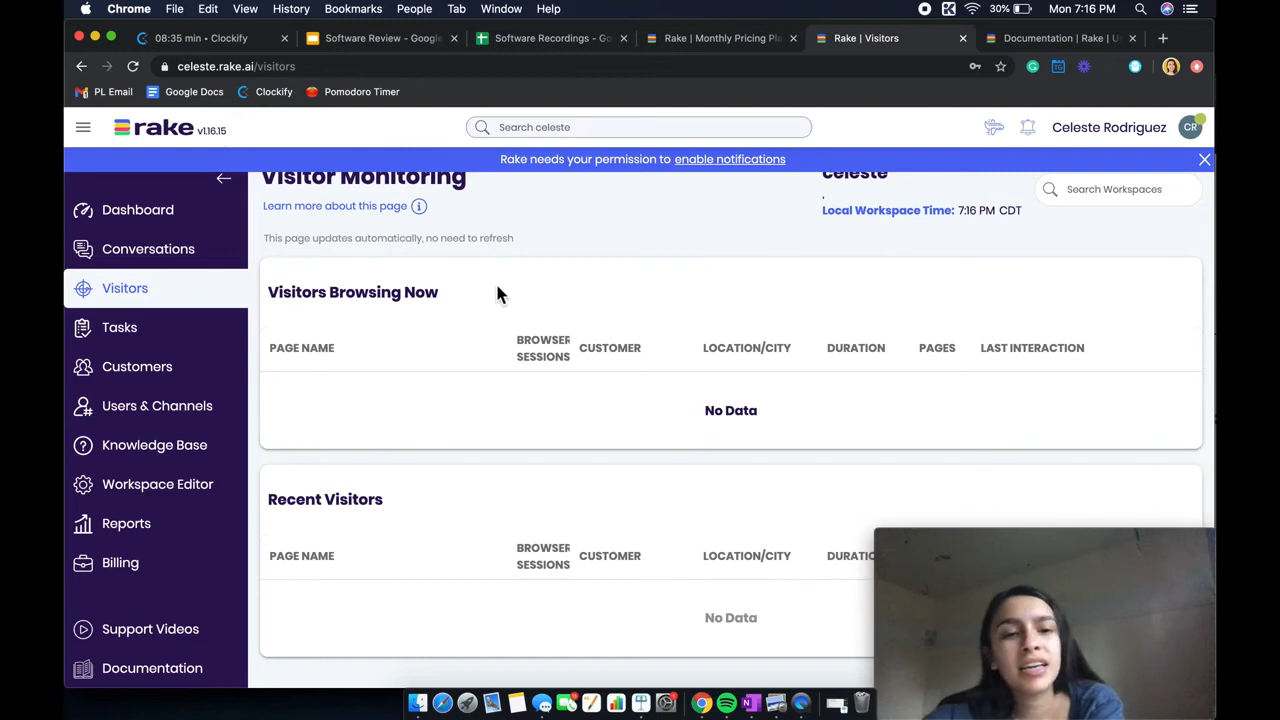 Chrome File Edit View History Bookmarks People Tab Window Help 30% Mon 7:16 PM
08:35 min • Clockify Software Review - Google Software Recordings - Go Rake | Monthly Pricing Pla Rake | Visitors Documentation | Rake | U
celeste.rake.ai/visitors
PL Email Google Docs Clockify Pomodoro Timer
rake v1.16.15 Search celeste Celeste Rodriguez CR
Rake needs your permission to enable notifications
Visitor Monitoring
celeste
,
Search Workspaces
Learn more about this page
Local Workspace Time: 7:16 PM CDT
This page updates automatically, no need to refresh
Dashboard
Conversations
Visitors
Tasks
Customers
Users & Channels
Knowledge Base
Workspace Editor
Reports
Billing
Support Videos
Documentation
Visitors Browsing Now
PAGE NAME BROWSER SESSIONS CUSTOMER LOCATION/CITY DURATION PAGES LAST INTERACTION
No Data
Recent Visitors
PAGE NAME BROWSER SESSIONS CUSTOMER LOCATION/CITY DURATIO
No Data